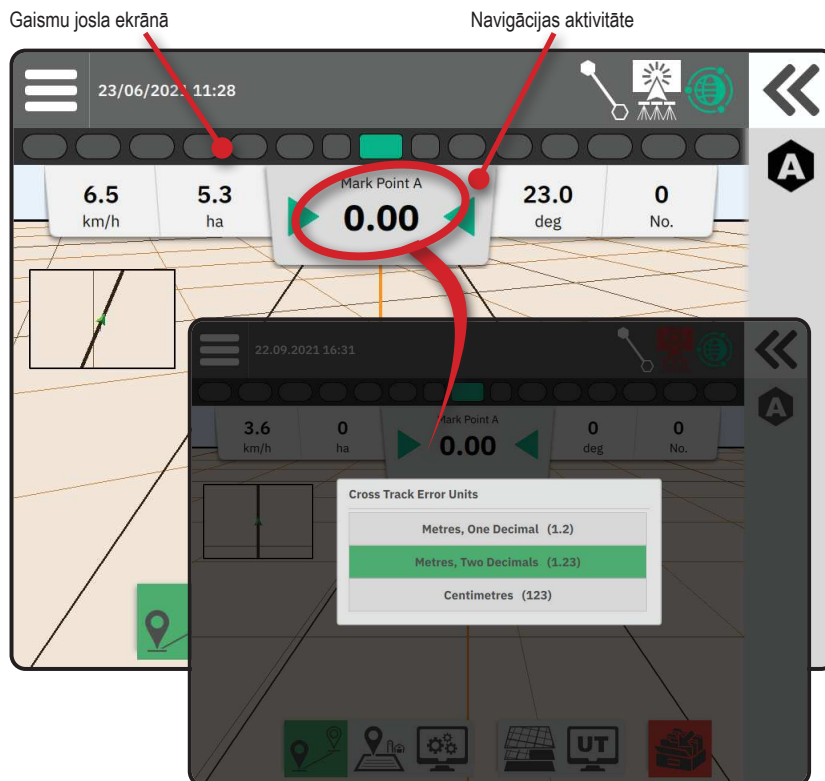 Gaismu josla ekrānā
Navigācijas aktivitāte
23/06/2021 11:28
A
6.5
km/h
5.3
ha
Mark Point A
0.00
23.0
deg
0
No.
22.09.2021 16:31
A
3.6
km/h
0
ha
Mark Point A
0.00
0
deg
0
No.
Cross Track Error Units
Metres, One Decimal (1.2)
Metres, Two Decimals (1.23)
Centimetres (123)
UT